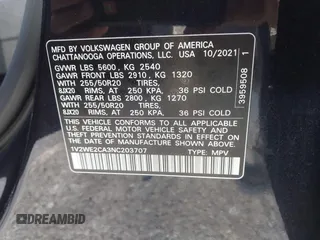 MFD BY VOLKSWAGEN GROUP OF AMERICA
CHATTANOOGA OPERATIONS, LLC. USA 10/2021
GVWR LBS 5600, KG 2540
GAWR FRONT LBS 2910, KG 1320
WITH 255/50R20 TIRES,
8JX20 RIMS, AT 250 KPA, 36 PSI COLD
GAWR REAR LBS 2800, KG 1270
WITH 255/50R20 TIRES,
8JX20 RIMS, AT 250 KPA, 36 PSI COLD
THIS VEHICLE CONFORMS TO ALL APPLICABLE
U.S. FEDERAL MOTOR VEHICLE SAFETY
STANDARDS IN EFFECT ON THE DATE OF
MANUFACTURE SHOWN ABOVE.
1V2WE2CA3NC203707 TYPE: MPV
3959508 1
DREAMBID